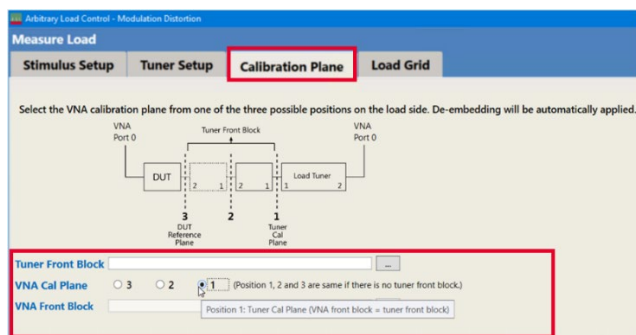 Arbitrary Load Control - Modulation Distortion
Measure Load
Stimulus Setup Tuner Setup Calibration Plane Load Grid
Select the VNA calibration plane from one of the three possible positions on the load side. De-embedding will be automatically applied.
VNA Port 0
Tuner Front Block
VNA Port 0
DUT 2 1 2 1 1 Load Tuner 2
3 2 1
DUT Reference Plane
Tuner Cal Plane
Tuner Front Block ...
VNA Cal Plane 3 2 1 (Position 1, 2 and 3 are same if there is no tuner front block.)
VNA Front Block
Position 1: Tuner Cal Plane (VNA front block = tuner front block)